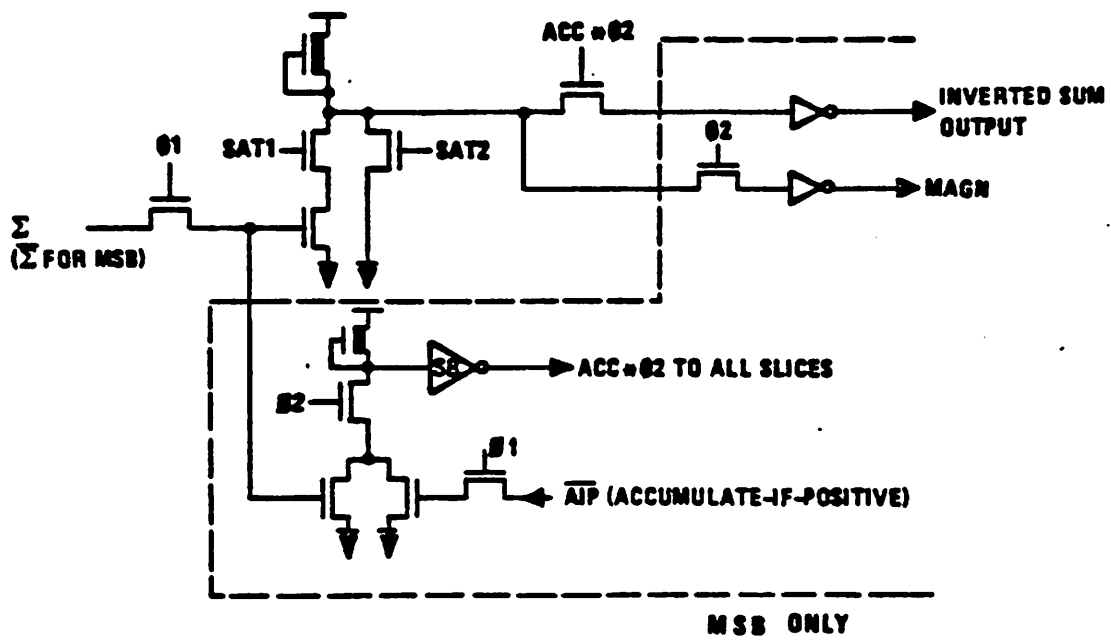 ACC * Ø2
INVERTED SUM
OUTPUT
Ø1
SAT1
SAT2
Ø2
MAGN
Σ
(Σ̅ FOR MSB)
SB
ACC * Ø2 TO ALL SLICES
Ø2
Ø1
A̅I̅P̅ (ACCUMULATE-IF-POSITIVE)
MSB ONLY